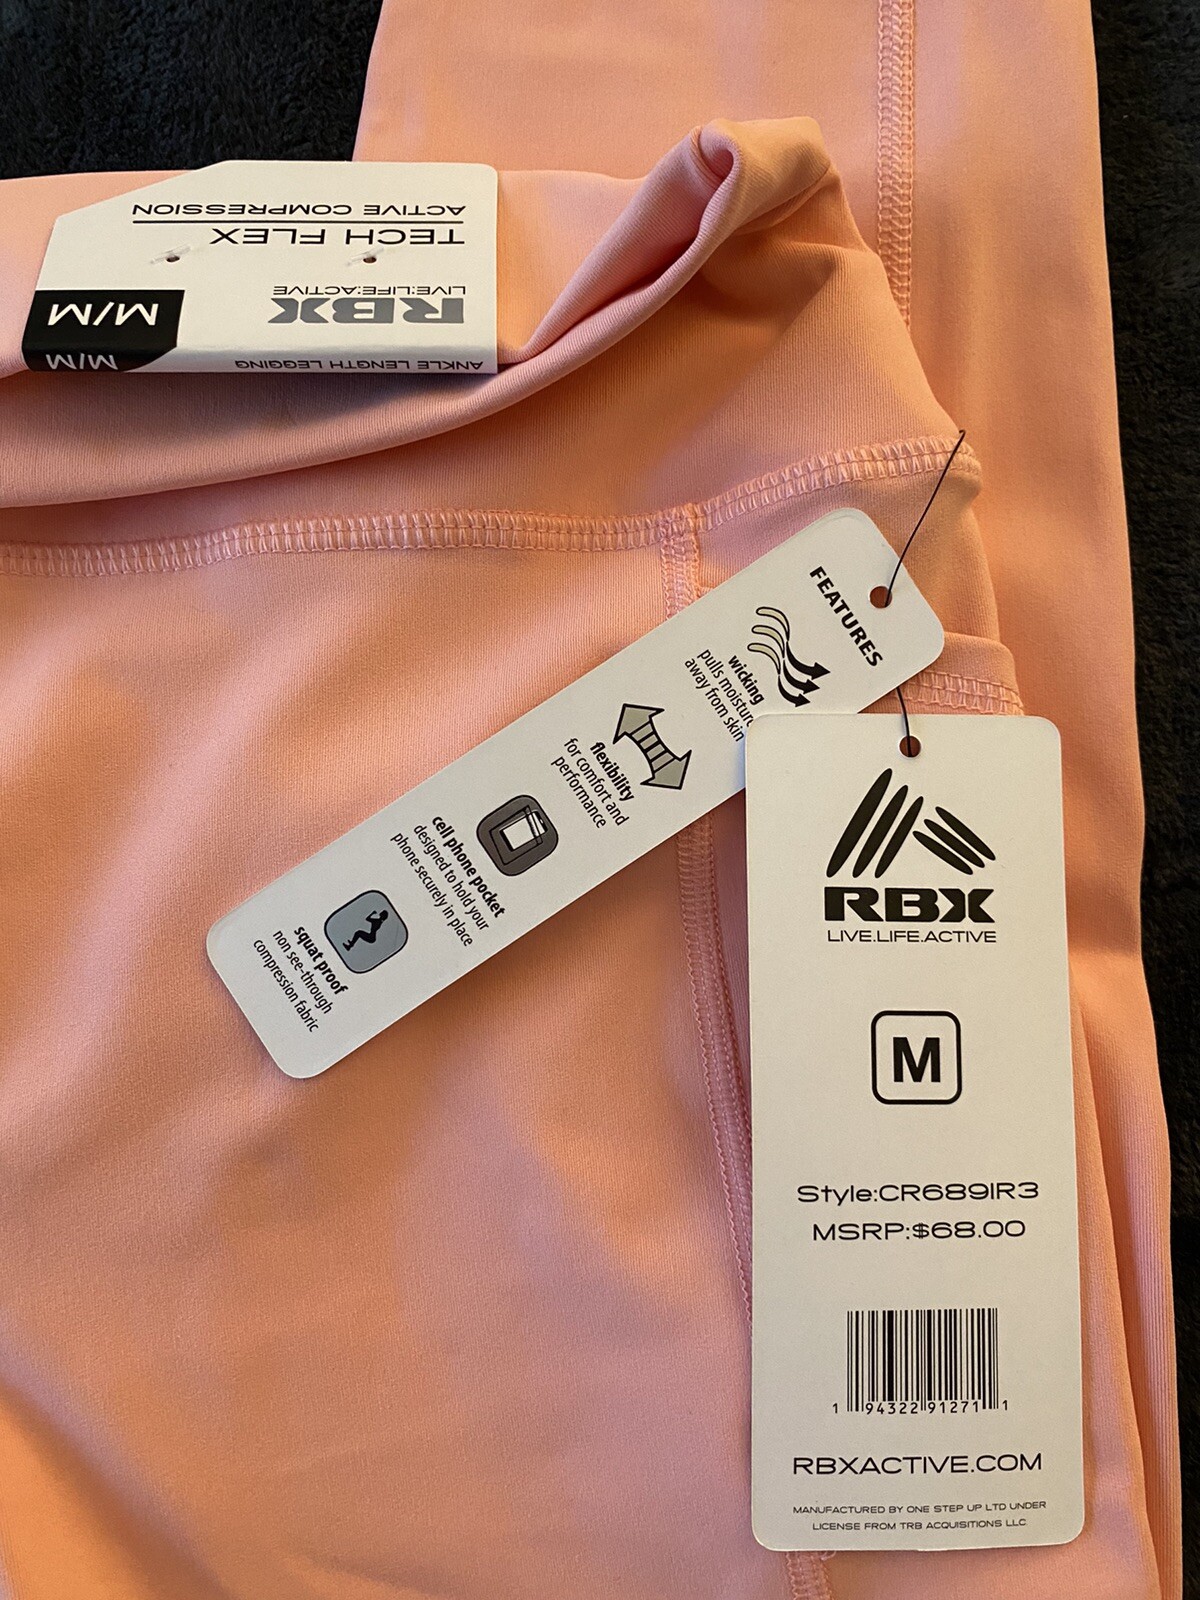 ACTIVE COMPRESSION
TECH FLEX
LIVE:LIFE:ACTIVE
RBX
M/M
M/M
ANKLE LENGTH LEGGING
FEATURES
wicking
pulls moisture
away from skin
flexibility
for comfort and
performance
cell phone pocket
designed to hold your
phone securely in place
squat proof
non see-through
compression fabric
RBX
LIVE.LIFE.ACTIVE
M
Style:CR689IR3
MSRP:$68.00
1 94322 91271 1
RBXACTIVE.COM
MANUFACTURED BY ONE STEP UP LTD UNDER
LICENSE FROM TRB ACQUISITIONS LLC